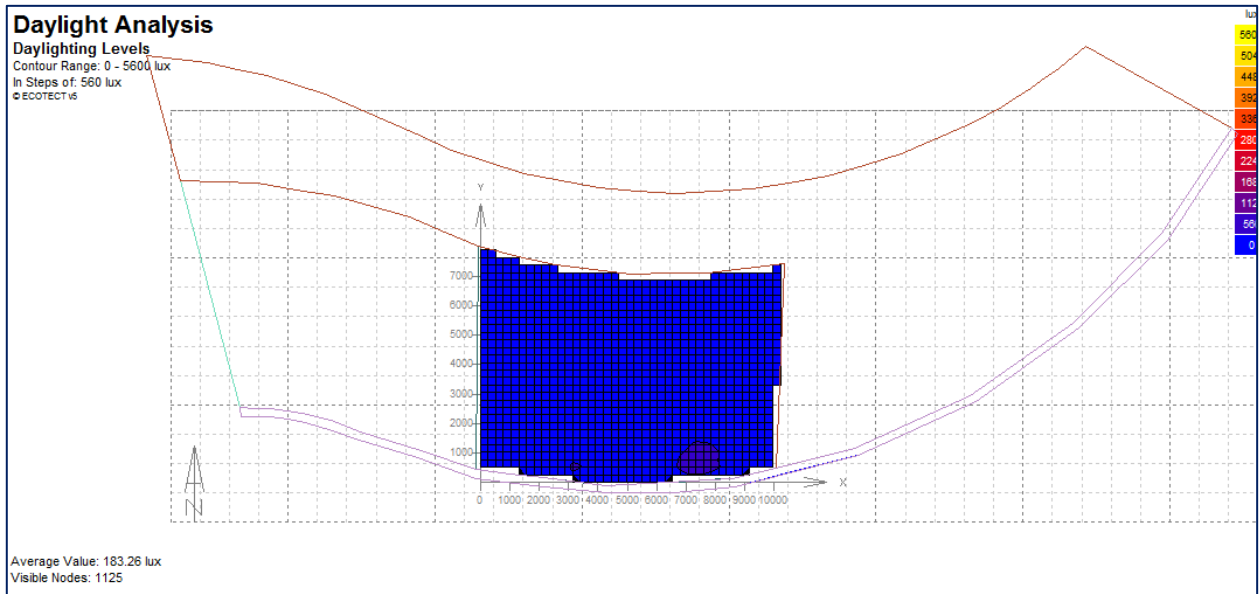 Daylight Analysis
Daylighting Levels
Contour Range: 0 - 5600 lux
In Steps of: 560 lux
© ECOTECT v5
lux
560
504
448
392
336
280
224
168
112
560
0
Y
7000
6000
5000
4000
3000
2000
1000
0 1000 2000 3000 4000 5000 6000 7000 8000 9000 10000
X
N
Average Value: 183.26 lux
Visible Nodes: 1125